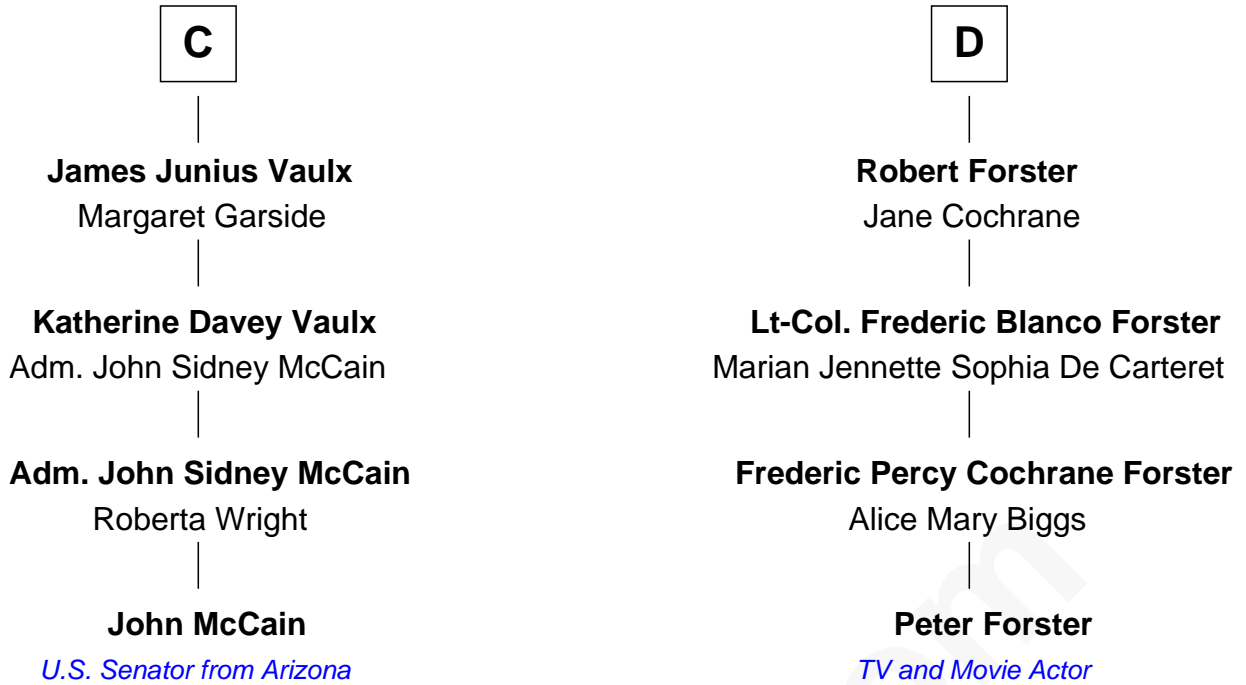 C
James Junius Vaulx
Margaret Garside
Katherine Davey Vaulx
Adm. John Sidney McCain
Adm. John Sidney McCain
Roberta Wright
John McCain
U.S. Senator from Arizona
D
Robert Forster
Jane Cochrane
Lt-Col. Frederic Blanco Forster
Marian Jennette Sophia De Carteret
Frederic Percy Cochrane Forster
Alice Mary Biggs
Peter Forster
TV and Movie Actor